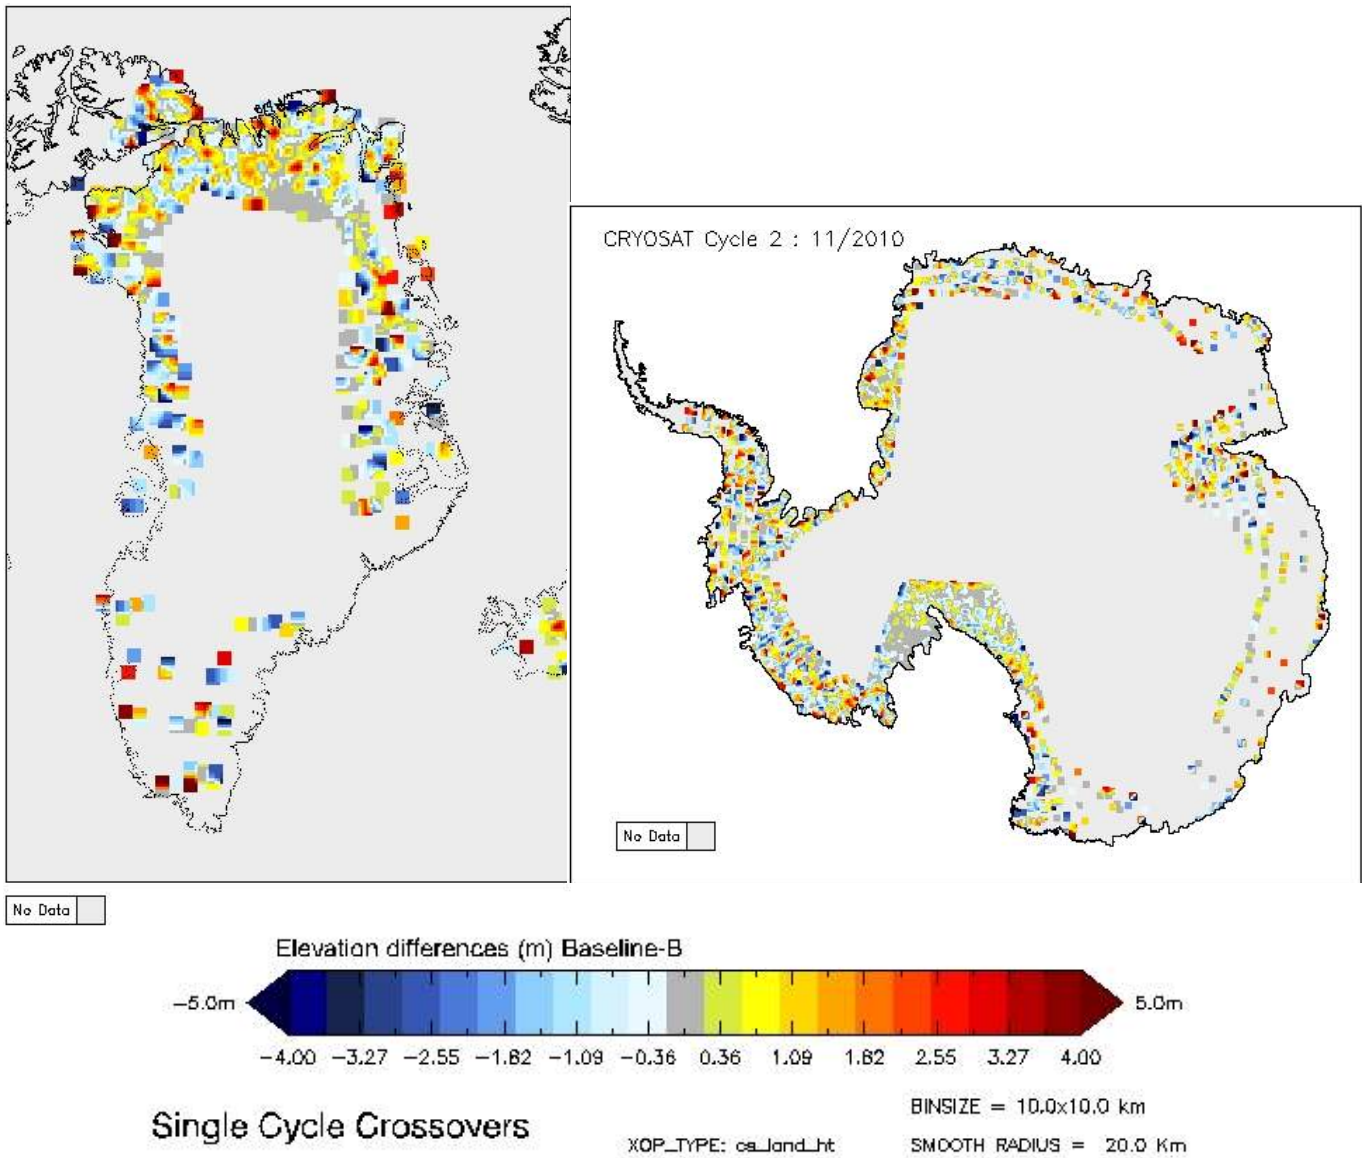 CRYOSAT Cycle 2 : 11/2010
No Data
No Data
Elevation differences (m) Baseline-B
-5.0m
5.0m
-4.00 -3.27 -2.55 -1.82 -1.09 -0.36 0.36 1.09 1.82 2.55 3.27 4.00
Single Cycle Crossovers
BINSIZE = 10.0x10.0 km
XOP_TYPE: cs_land_ht
SMOOTH RADIUS = 20.0 Km